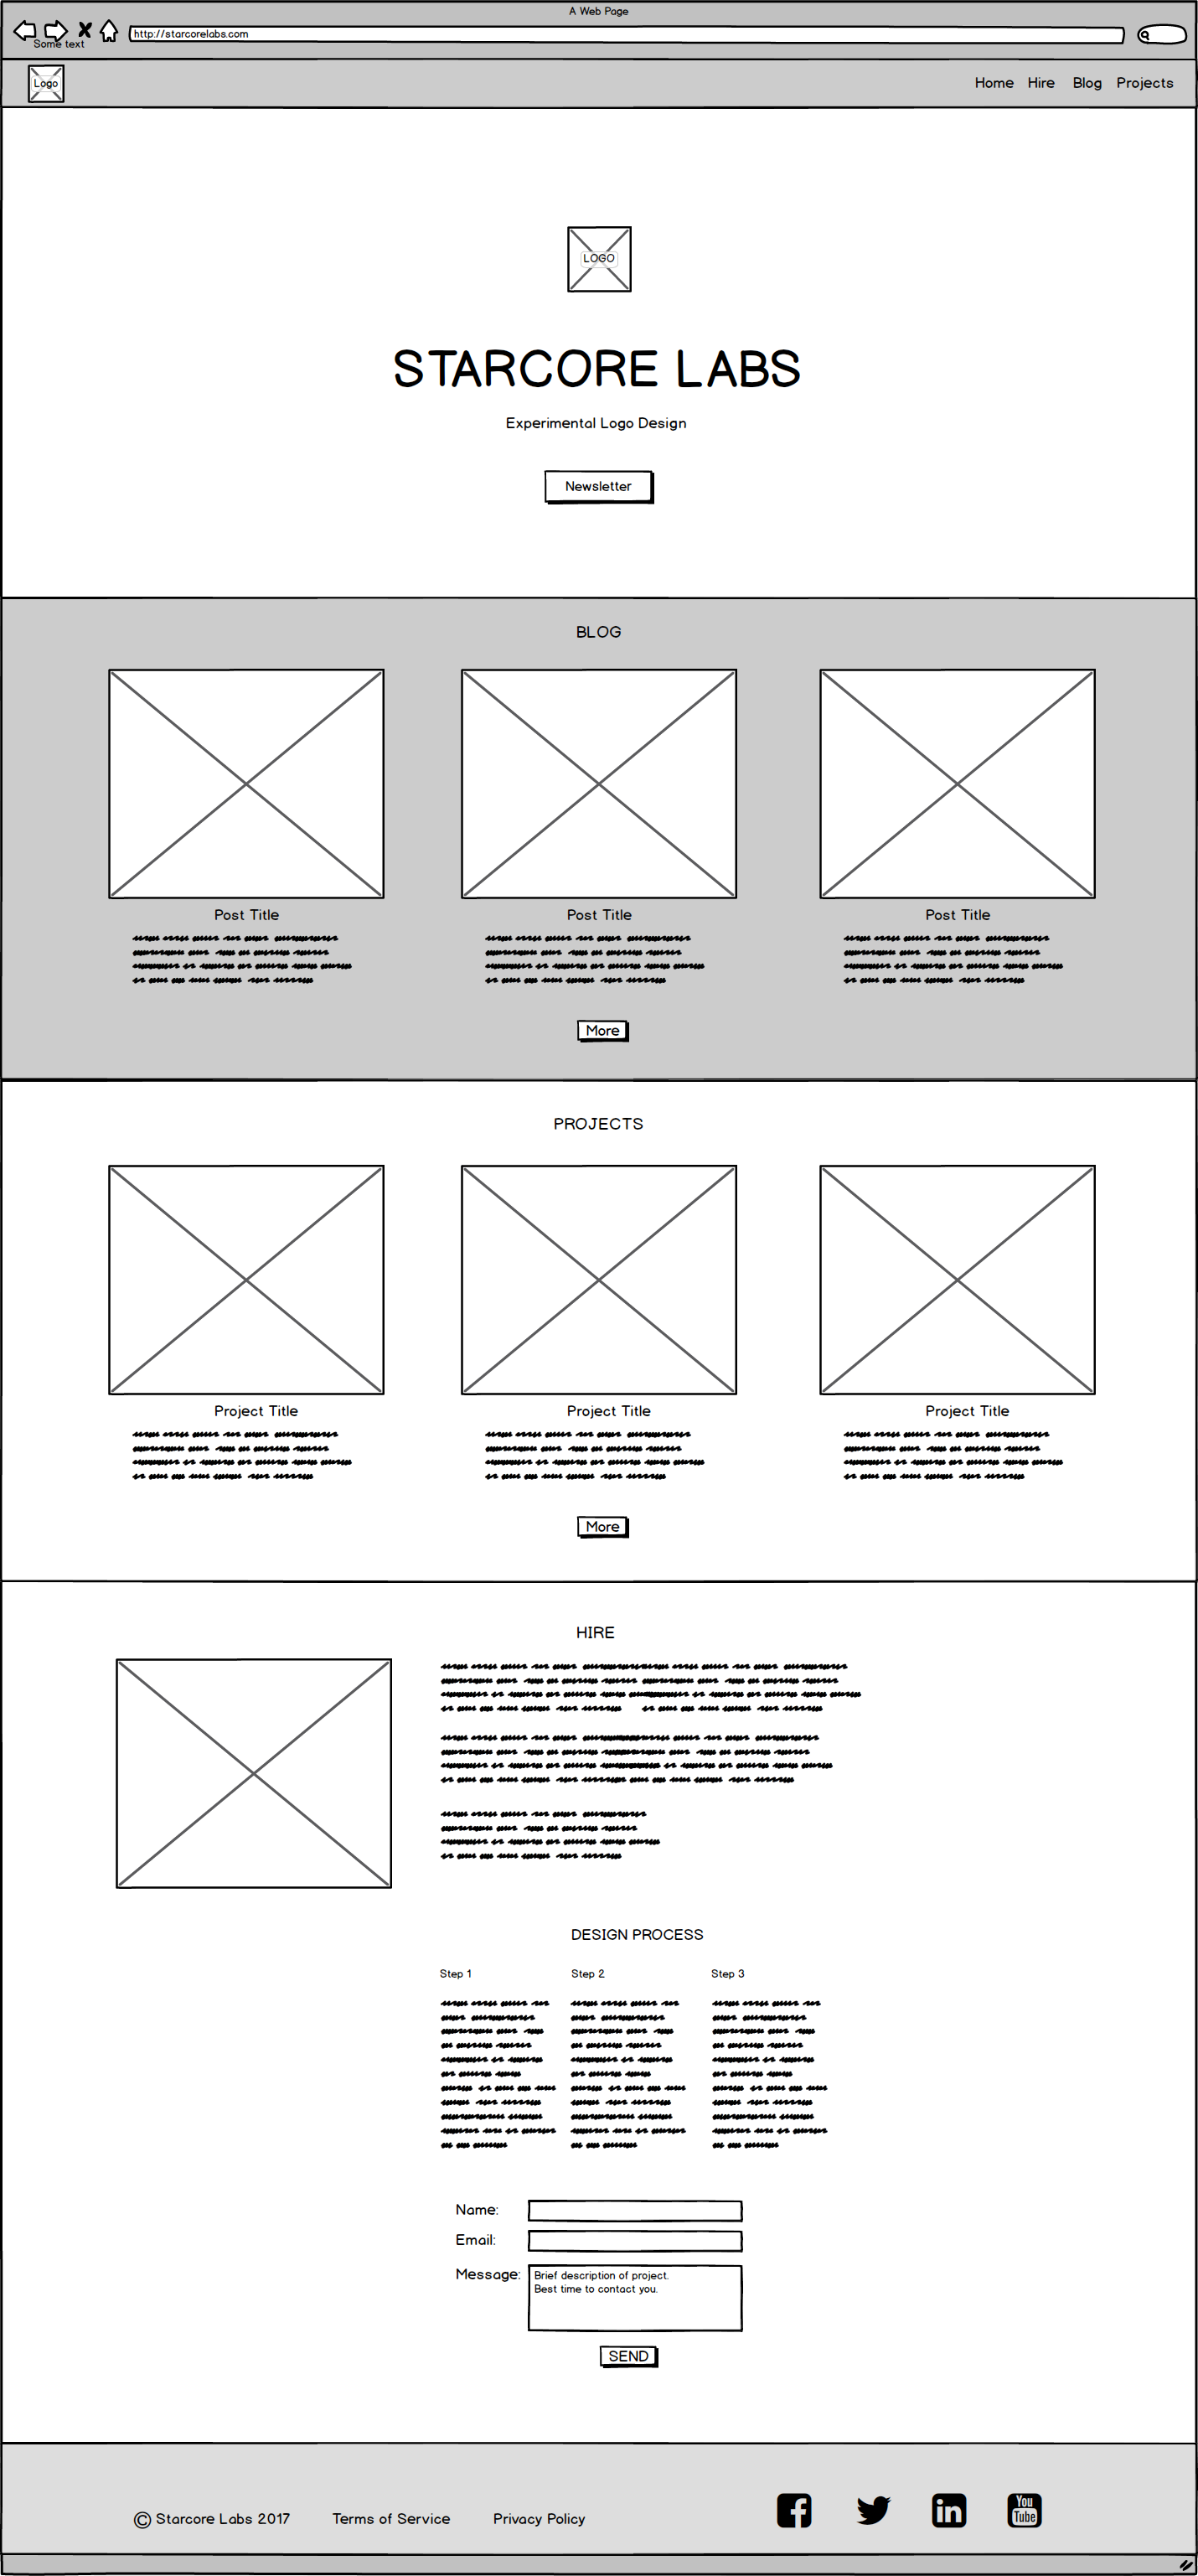 A Web Page
http://starcorelabs.com
Some text
Logo
Home Hire Blog Projects
LOGO
STARCORE LABS
Experimental Logo Design
Newsletter
BLOG
Post Title Post Title Post Title
More
PROJECTS
Project Title Project Title Project Title
More
HIRE
DESIGN PROCESS
Step 1 Step 2 Step 3
Name:
Email:
Message: Brief description of project.
Best time to contact you.
SEND
© Starcore Labs 2017 Terms of Service Privacy Policy
f in You
Tube